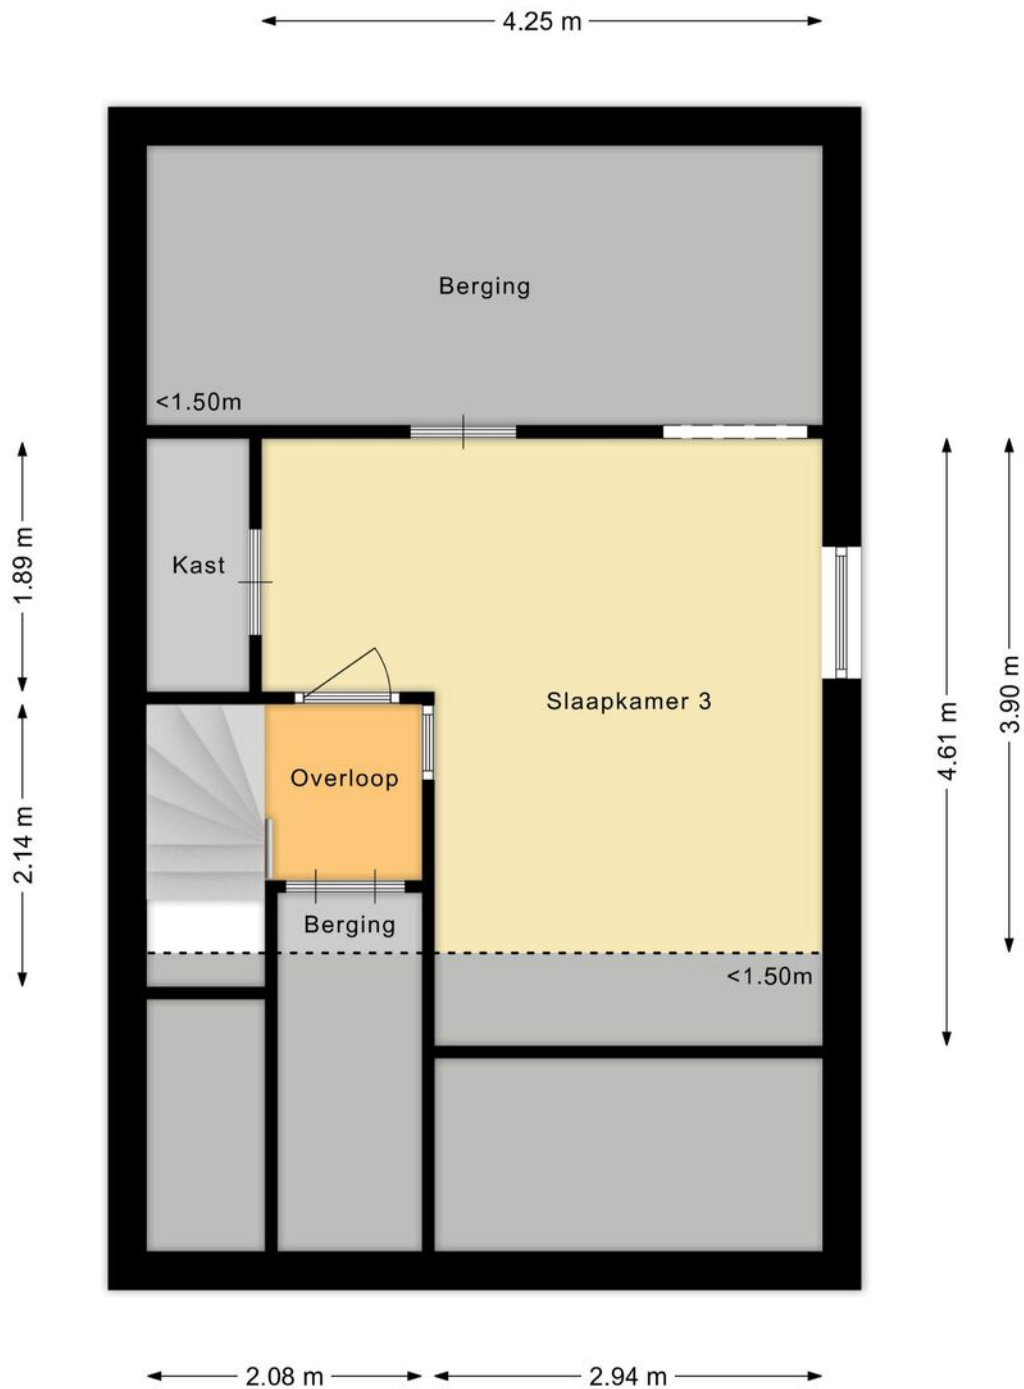 4.25 m
Berging
<1.50m
1.89 m
Kast
Slaapkamer 3
3.90 m
4.61 m
Overloop
2.14 m
Berging
<1.50m
2.08 m
2.94 m